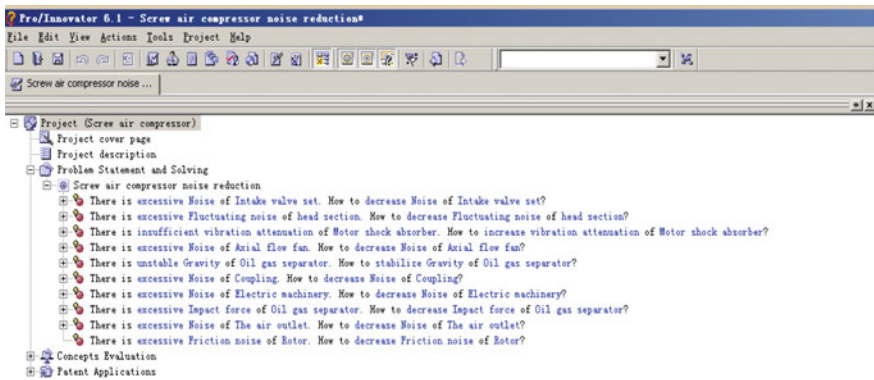 Pro/Innovator 6.1 - Screw air compressor noise reduction*
File Edit View Actions Tools Project Help
Screw air compressor noise ...
Project (Screw air compressor)
Project cover page
Project description
Problem Statement and Solving
Screw air compressor noise reduction
There is excessive Noise of Intake valve set. How to decrease Noise of Intake valve set?
There is excessive Fluctuating noise of head section. How to decrease Fluctuating noise of head section?
There is insufficient vibration attenuation of Motor shock absorber. How to increase vibration attenuation of Motor shock absorber?
There is excessive Noise of Axial flow fan. How to decrease Noise of Axial flow fan?
There is unstable Gravity of Oil gas separator. How to stabilize Gravity of Oil gas separator?
There is excessive Noise of Coupling. How to decrease Noise of Coupling?
There is excessive Noise of Electric machinery. How to decrease Noise of Electric machinery?
There is excessive Impact force of Oil gas separator. How to decrease Impact force of Oil gas separator?
There is excessive Noise of The air outlet. How to decrease Noise of The air outlet?
There is excessive Friction noise of Rotor. How to decrease Friction noise of Rotor?
Concepts Evaluation
Patent Applications